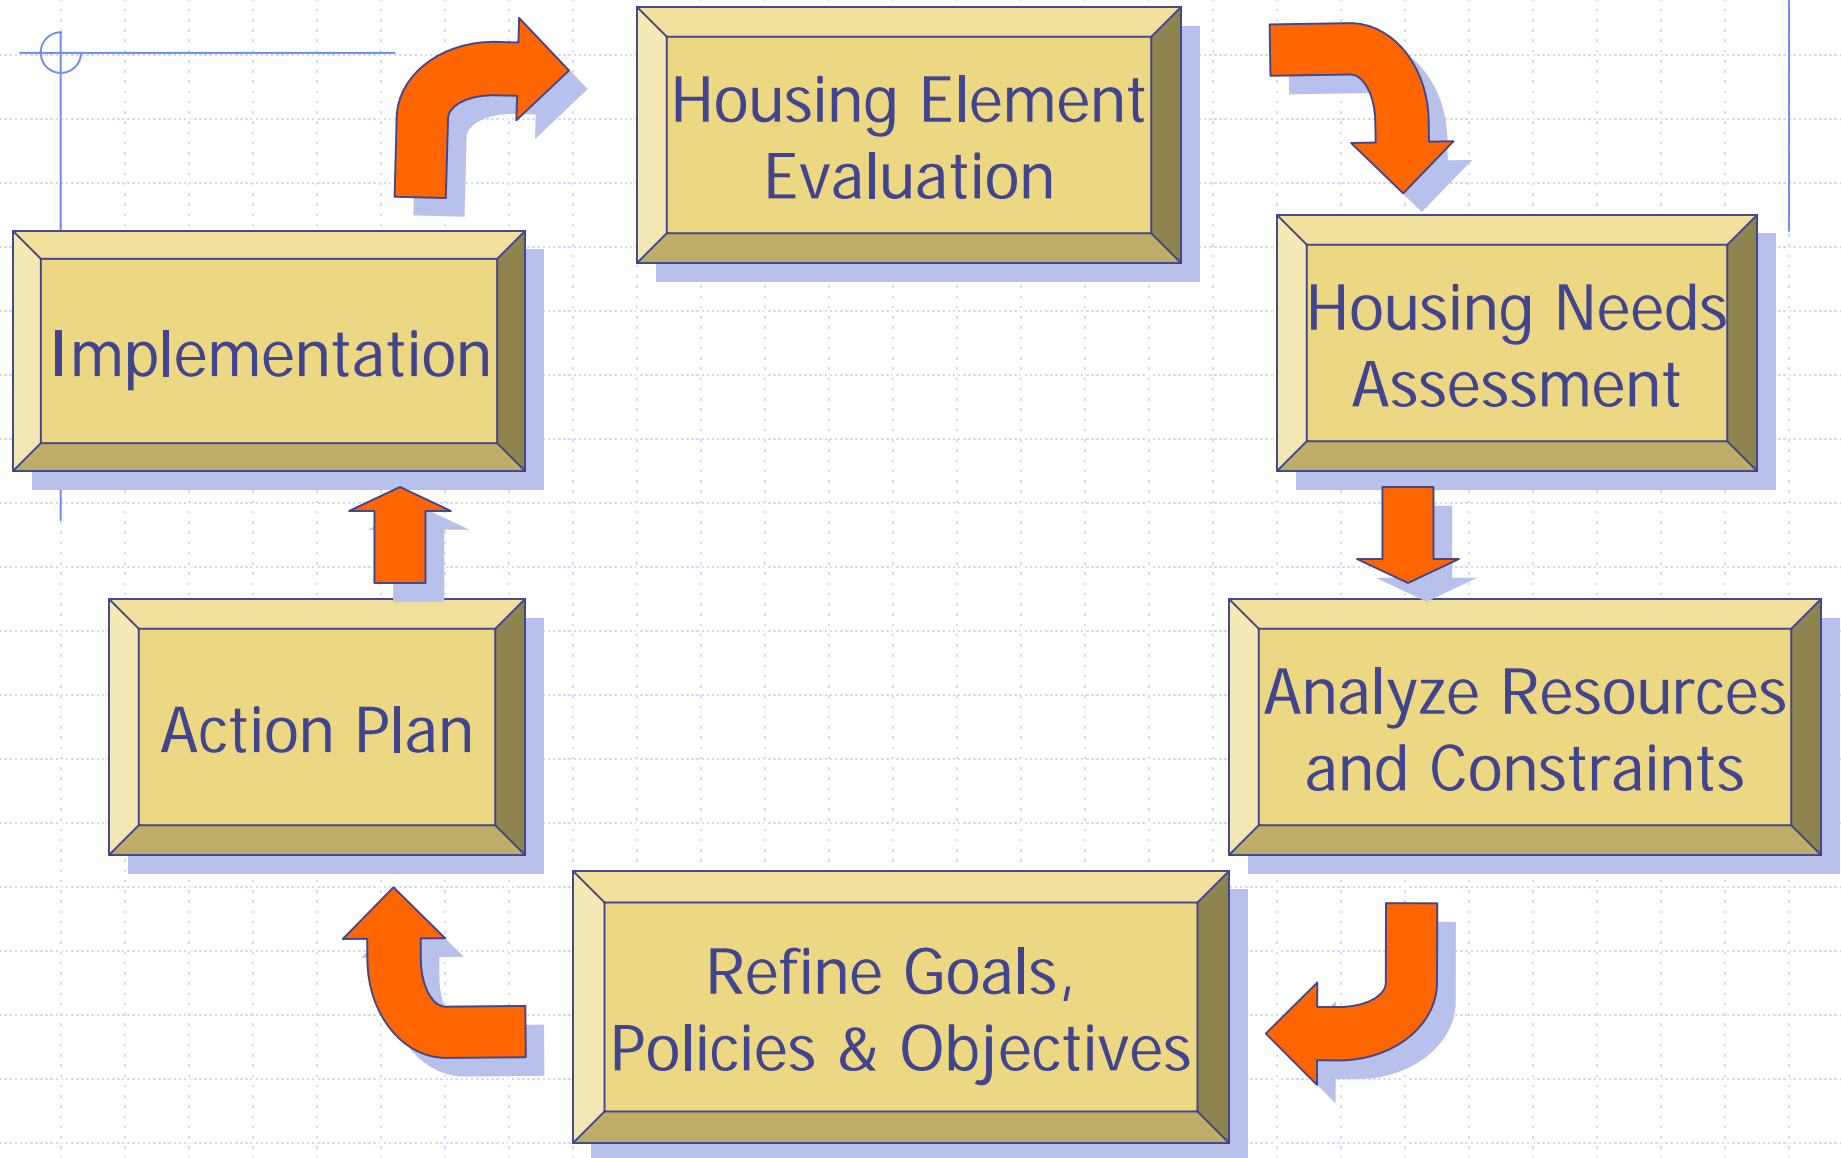 Housing Element
Evaluation
Housing Needs
Assessment
Analyze Resources
and Constraints
Refine Goals,
Policies & Objectives
Action Plan
Implementation